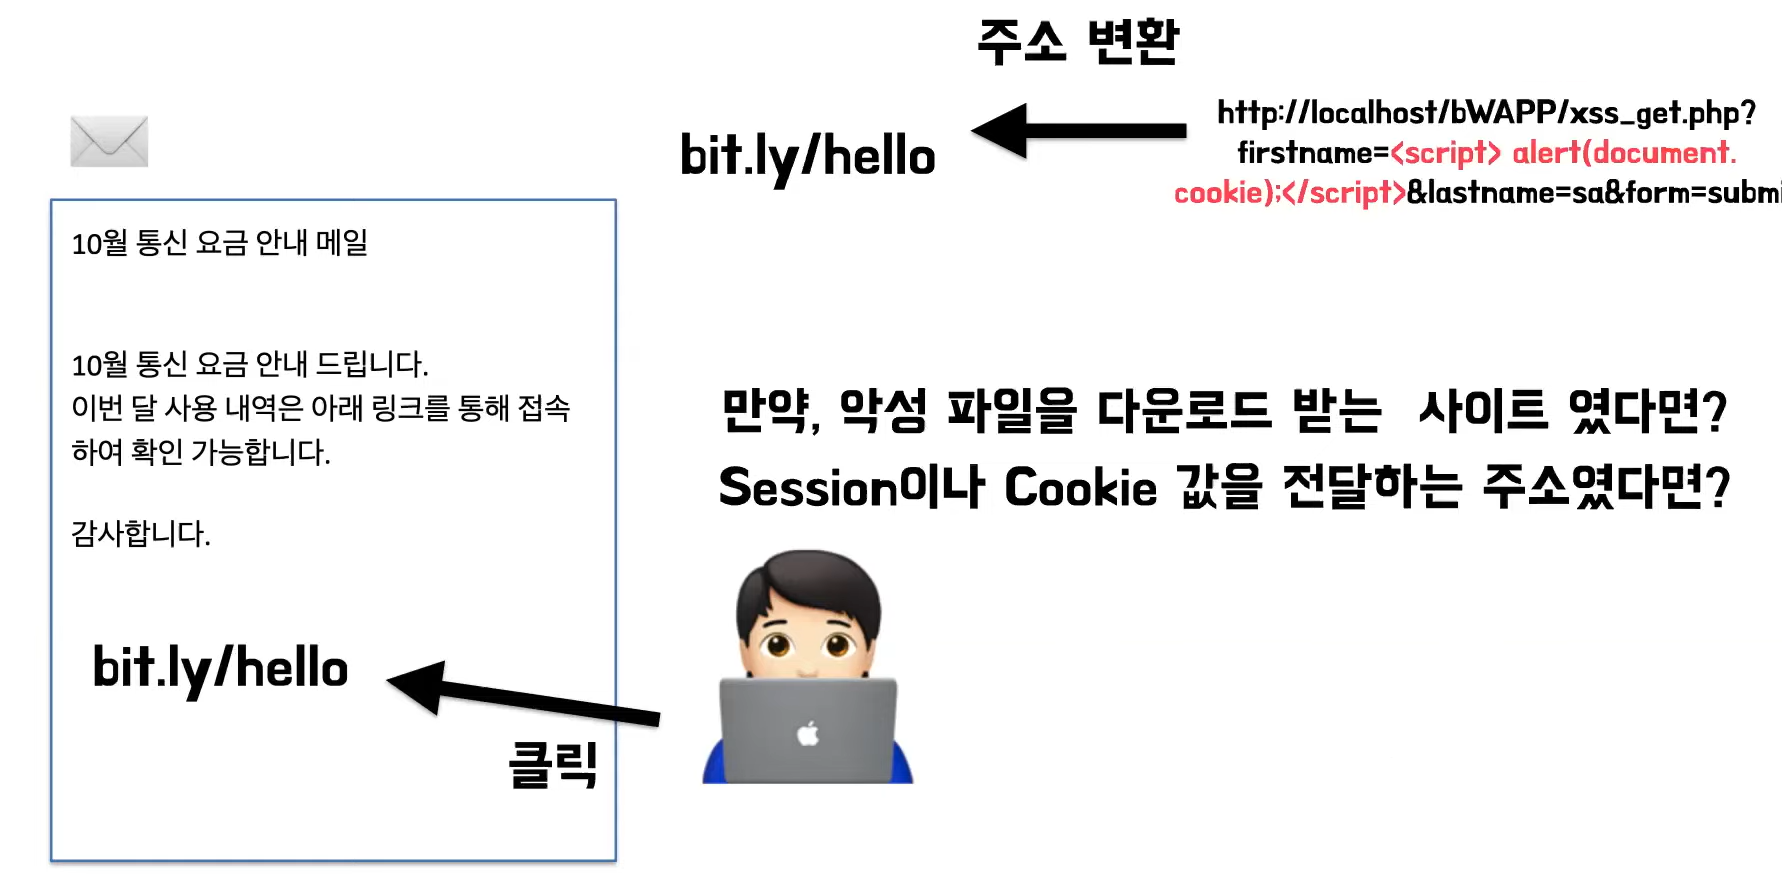 주소 변환
http://localhost/bWAPP/xss_get.php?
firstname=<script> alert(document.
cookie);</script>&lastname=sa&form=submi
bit.ly/hello
10월 통신 요금 안내 메일
10월 통신 요금 안내 드립니다.
이번 달 사용 내역은 아래 링크를 통해 접속
하여 확인 가능합니다.
감사합니다.
bit.ly/hello
클릭
만약, 악성 파일을 다운로드 받는 사이트 였다면?
Session이나 Cookie 값을 전달하는 주소였다면?